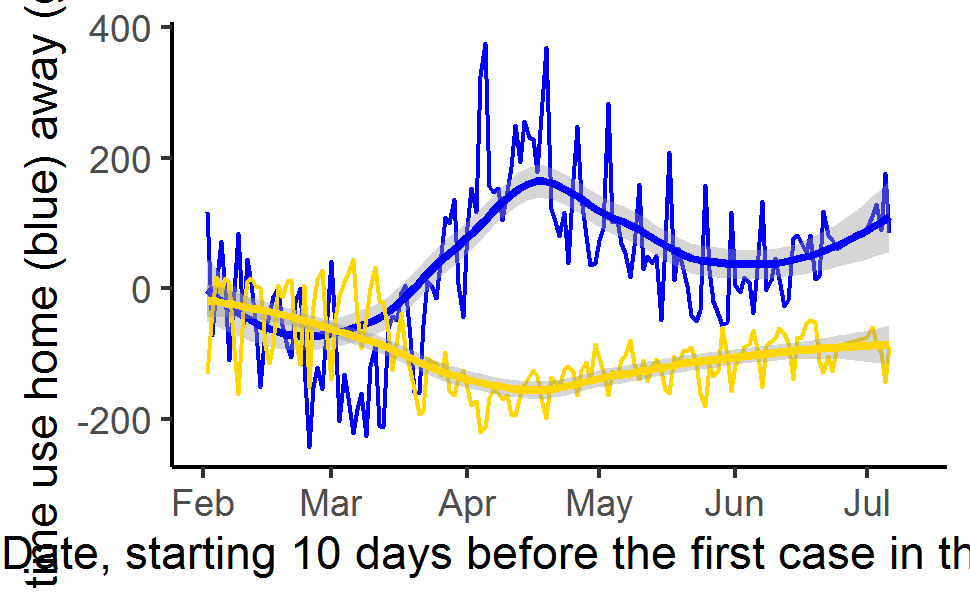 time use home (blue) away (g
400
200
0
-200
Feb Mar Apr May Jun Jul
Date, starting 10 days before the first case in th